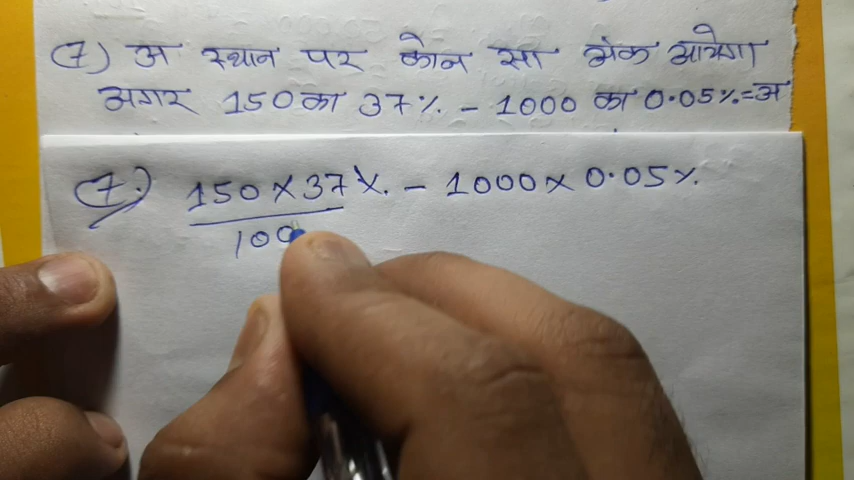 (7) अ स्थान पर कोन सा अंक आयेगा
अगर 150 का 37% - 1000 का 0.05% = अ
(7.) 150 × 37% - 1000 × 0.05%
100